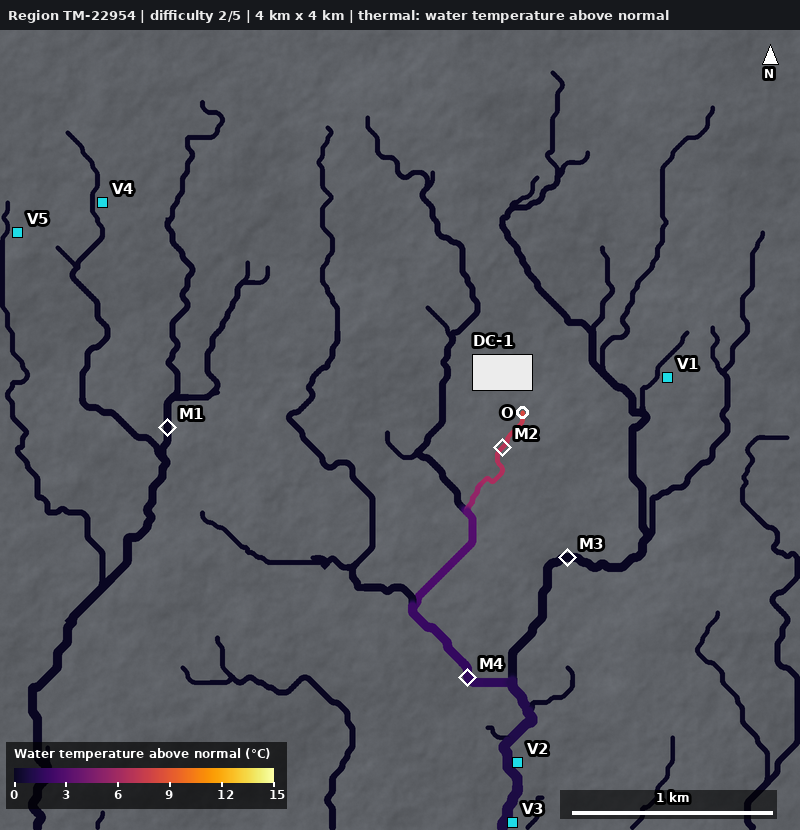 Region TM-22954 | difficulty 2/5 | 4 km x 4 km | thermal: water temperature above normal
N
V4
V5
DC-1
V1
M1
O
M2
M3
M4
V2
Water temperature above normal (°C)
0 3 6 9 12 15
1 km
V3